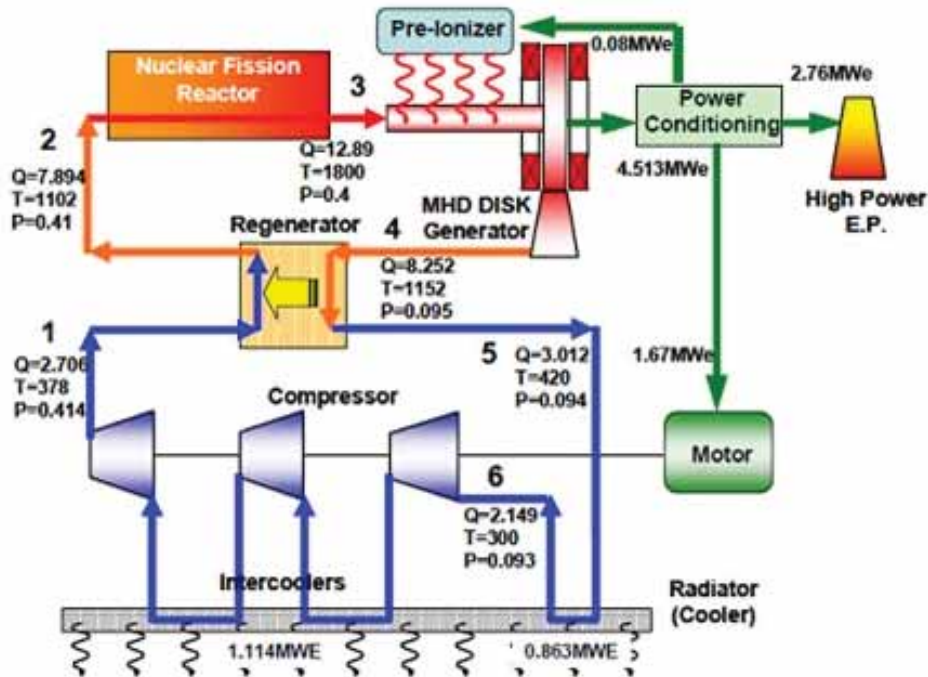 Pre-Ionizer
0.08MWe
2.76MWe
Nuclear Fission
Reactor
3
Power
Conditioning
2
Q=12.89
T=1800
P=0.4
4.513MWe
Q=7.894
T=1102
P=0.41
High Power
E.P.
MHD DISK
Generator
Regenerator
4
Q=8.252
T=1152
P=0.095
1
Q=2.706
T=378
P=0.414
5
Q=3.012
T=420
P=0.094
1.67MWe
Compressor
Motor
6
Q=2.149
T=300
P=0.093
Intercoolers
Radiator
(Cooler)
1.114MWE
0.863MWE